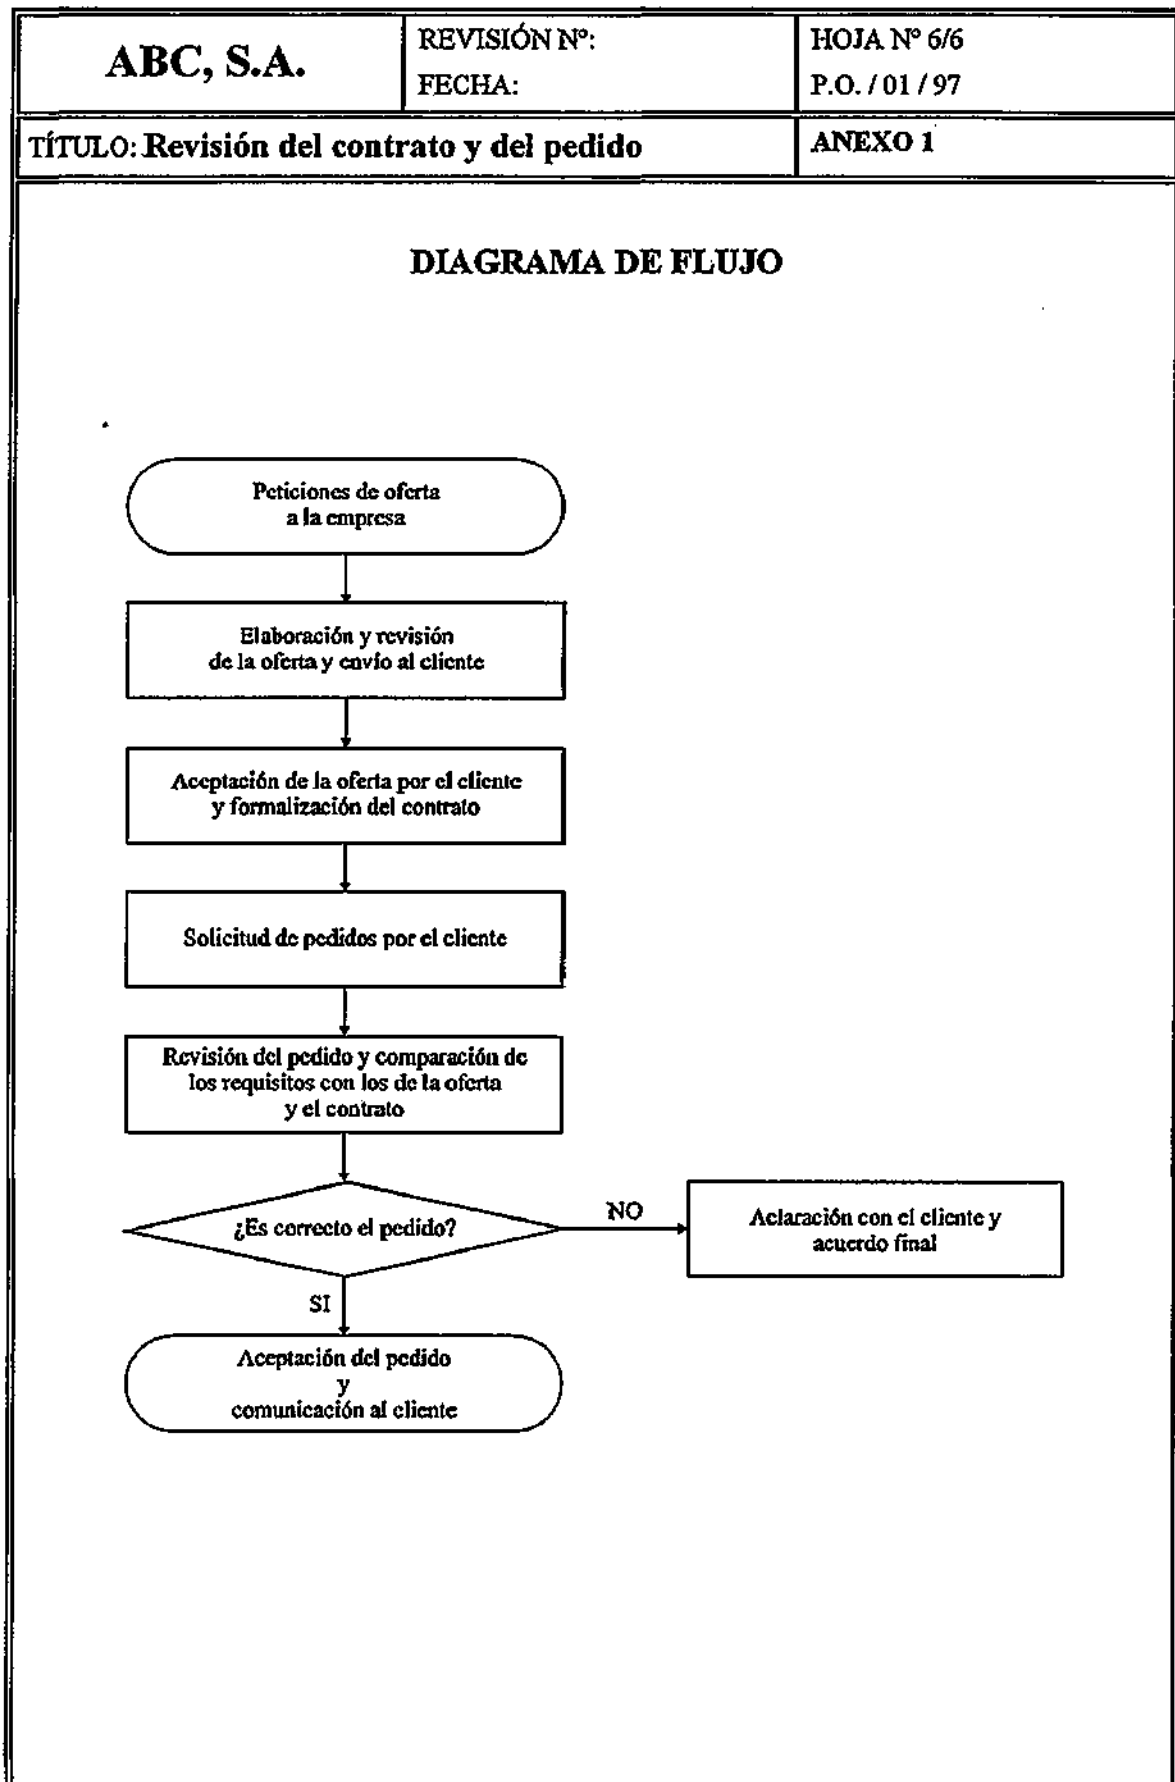 ABC, S.A.
REVISIÓN Nº:
FECHA:
HOJA Nº 6/6
P.O. / 01 / 97
TÍTULO: Revisión del contrato y del pedido
ANEXO 1
DIAGRAMA DE FLUJO
Peticiones de oferta
a la empresa
Elaboración y revisión
de la oferta y envío al cliente
Aceptación de la oferta por el cliente
y formalización del contrato
Solicitud de pedidos por el cliente
Revisión del pedido y comparación de
los requisitos con los de la oferta
y el contrato
¿Es correcto el pedido?
NO
Aclaración con el cliente y
acuerdo final
SI
Aceptación del pedido
y
comunicación al cliente